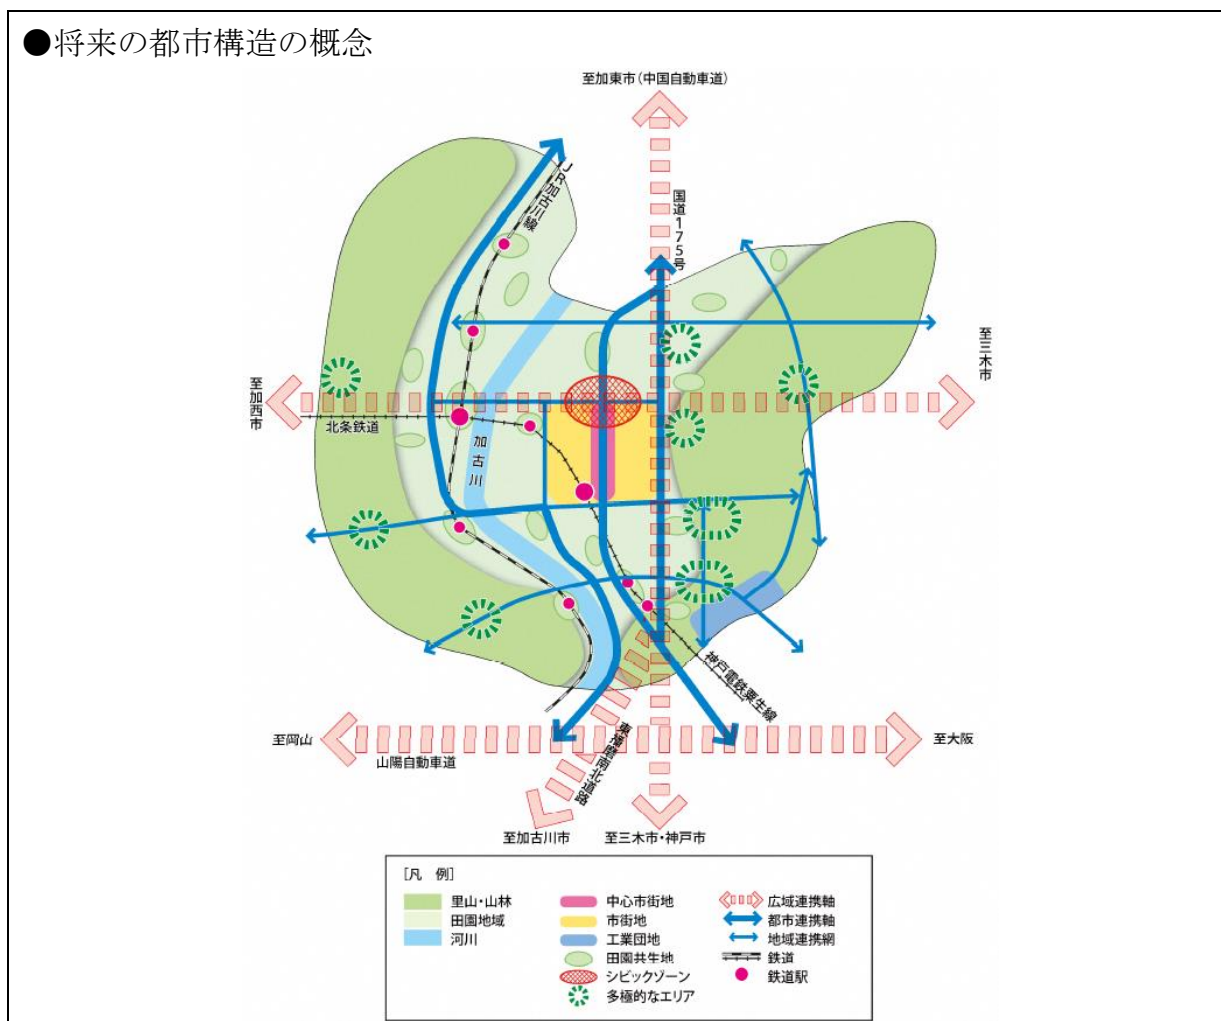 ●将来の都市構造の概念
至加東市(中国自動車道)
JR加古川線
国道175号
至三木市
至加西市
北条鉄道
加古川
神戸電鉄粟生線
至岡山
山陽自動車道
東播磨南北道路
至大阪
至加古川市
至三木市・神戸市
[凡 例]
里山・山林
田園地域
河川
中心市街地
市街地
工業団地
田園共生地
シビックゾーン
多極的なエリア
広域連携軸
都市連携軸
地域連携網
鉄道
鉄道駅